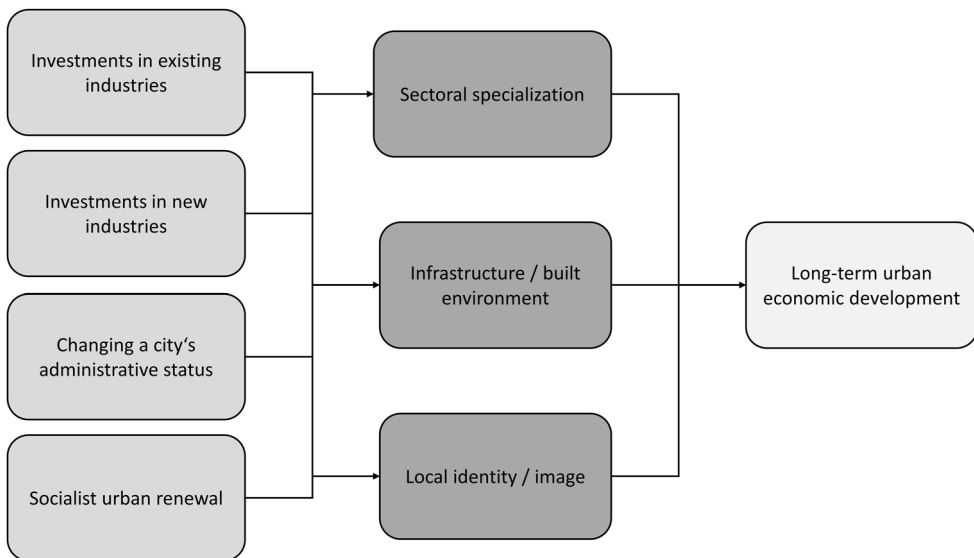 Investments in existing
industries
Investments in new
industries
Changing a city‘s
administrative status
Socialist urban renewal
Sectoral specialization
Infrastructure / built
environment
Local identity / image
Long-term urban
economic development